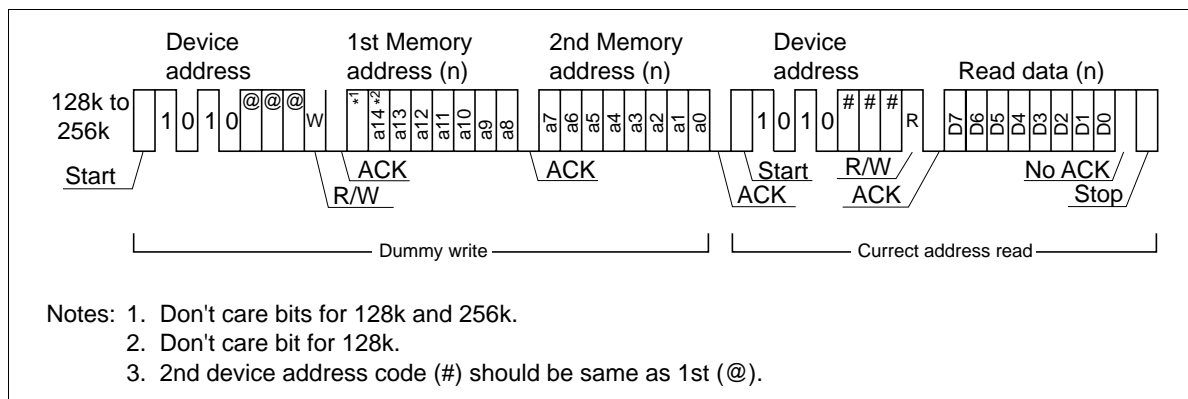 Device address 1st Memory address (n) 2nd Memory address (n) Device address Read data (n)
128k to 256k
1 0 1 0 @ @ @ W *1 a14 *2 a13 a12 a11 a10 a9 a8 a7 a6 a5 a4 a3 a2 a1 a0 1 0 1 0 # # # R D7 D6 D5 D4 D3 D2 D1 D0
Start ACK ACK Start R/W No ACK
R/W ACK ACK Stop
Dummy write Currect address read
Notes: 1. Don't care bits for 128k and 256k.
2. Don't care bit for 128k.
3. 2nd device address code (#) should be same as 1st (@).